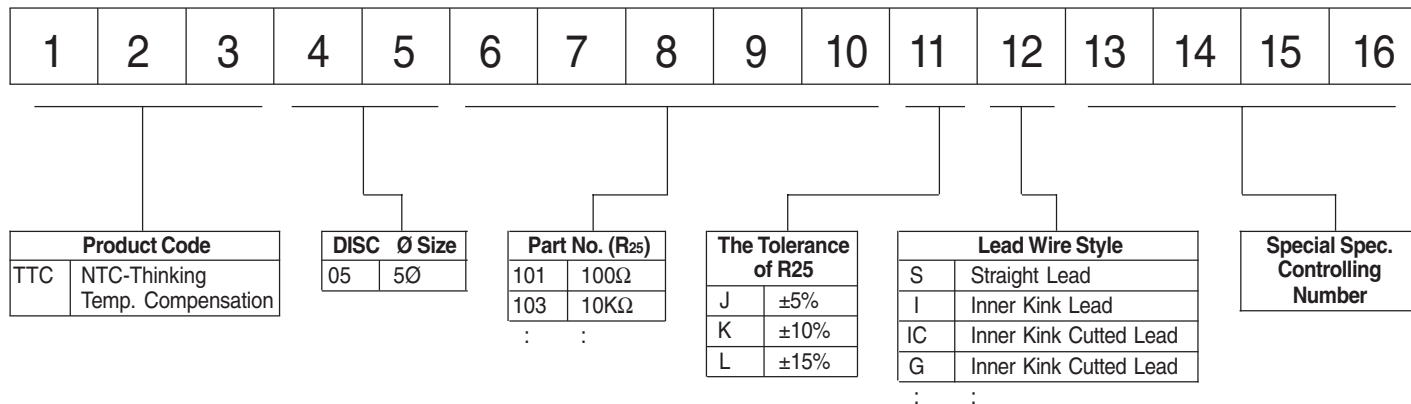 1 2 3 4 5 6 7 8 9 10 11 12 13 14 15 16
Product Code
TTC NTC-Thinking
Temp. Compensation
DISC Ø Size
05 5Ø
Part No. (R25)
101 100Ω
103 10KΩ
: :
The Tolerance
of R25
J ±5%
K ±10%
L ±15%
Lead Wire Style
S Straight Lead
I Inner Kink Lead
IC Inner Kink Cutted Lead
G Inner Kink Cutted Lead
: :
Special Spec.
Controlling
Number